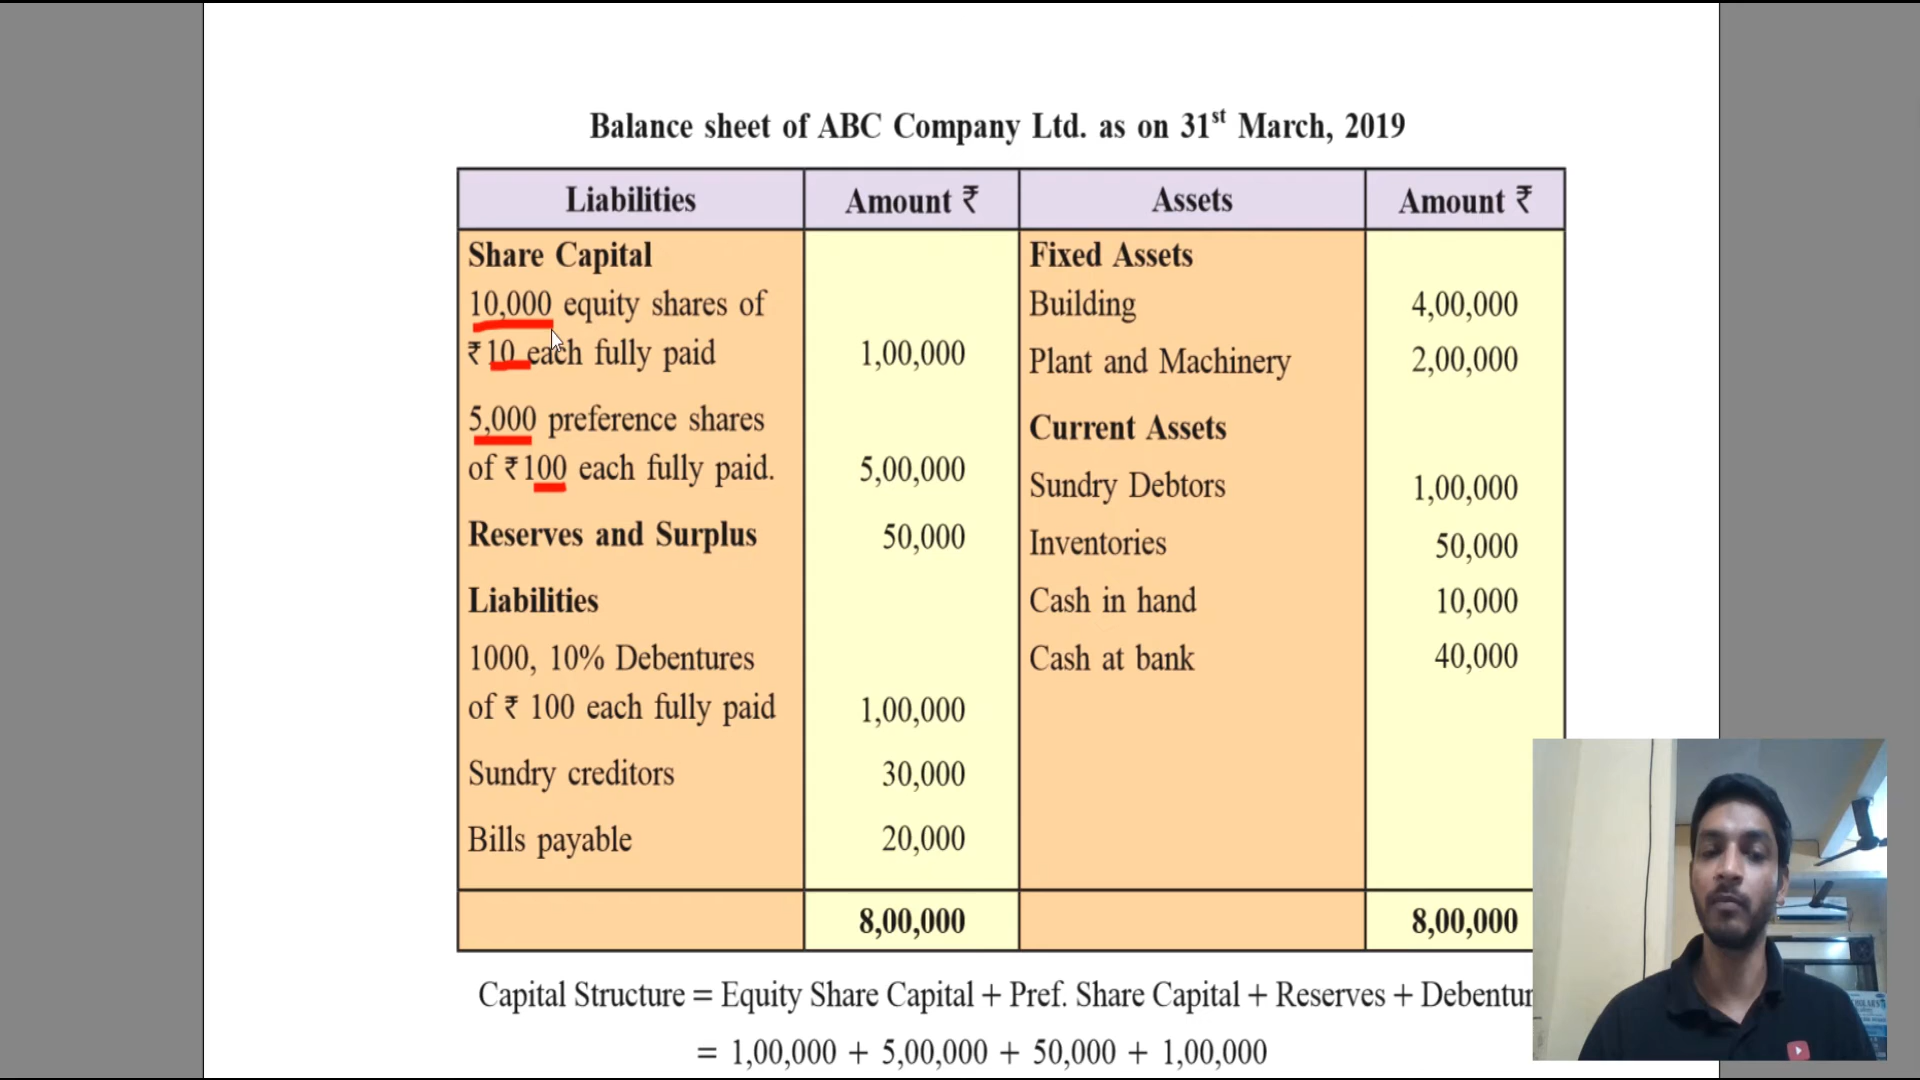 Balance sheet of ABC Company Ltd. as on 31st March, 2019
Liabilities Amount ₹ Assets Amount ₹
Share Capital Fixed Assets
10,000 equity shares of Building 4,00,000
₹ 10 each fully paid 1,00,000 Plant and Machinery 2,00,000
5,000 preference shares Current Assets
of ₹ 100 each fully paid. 5,00,000 Sundry Debtors 1,00,000
Reserves and Surplus 50,000 Inventories 50,000
Liabilities Cash in hand 10,000
1000, 10% Debentures Cash at bank 40,000
of ₹ 100 each fully paid 1,00,000
Sundry creditors 30,000
Bills payable 20,000
8,00,000 8,00,000
Capital Structure = Equity Share Capital + Pref. Share Capital + Reserves + Debentur
= 1,00,000 + 5,00,000 + 50,000 + 1,00,000